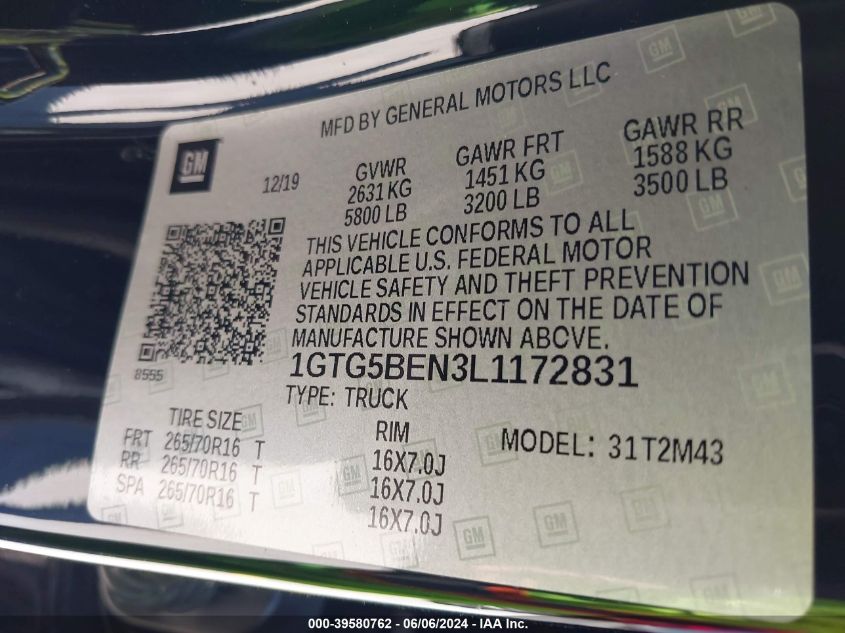 MFD BY GENERAL MOTORS LLC
GM
12/19
GVWR GAWR FRT GAWR RR
2631 KG 1451 KG 1588 KG
5800 LB 3200 LB 3500 LB
THIS VEHICLE CONFORMS TO ALL
APPLICABLE U.S. FEDERAL MOTOR
VEHICLE SAFETY AND THEFT PREVENTION
STANDARDS IN EFFECT ON THE DATE OF
MANUFACTURE SHOWN ABOVE.
8555
1GTG5BEN3L1172831
TYPE: TRUCK
TIRE SIZE RIM MODEL: 31T2M43
FRT 265/70R16 T 16X7.0J
RR 265/70R16 T 16X7.0J
SPA 265/70R16 T 16X7.0J
000-39580762 - 06/06/2024 - IAA Inc.